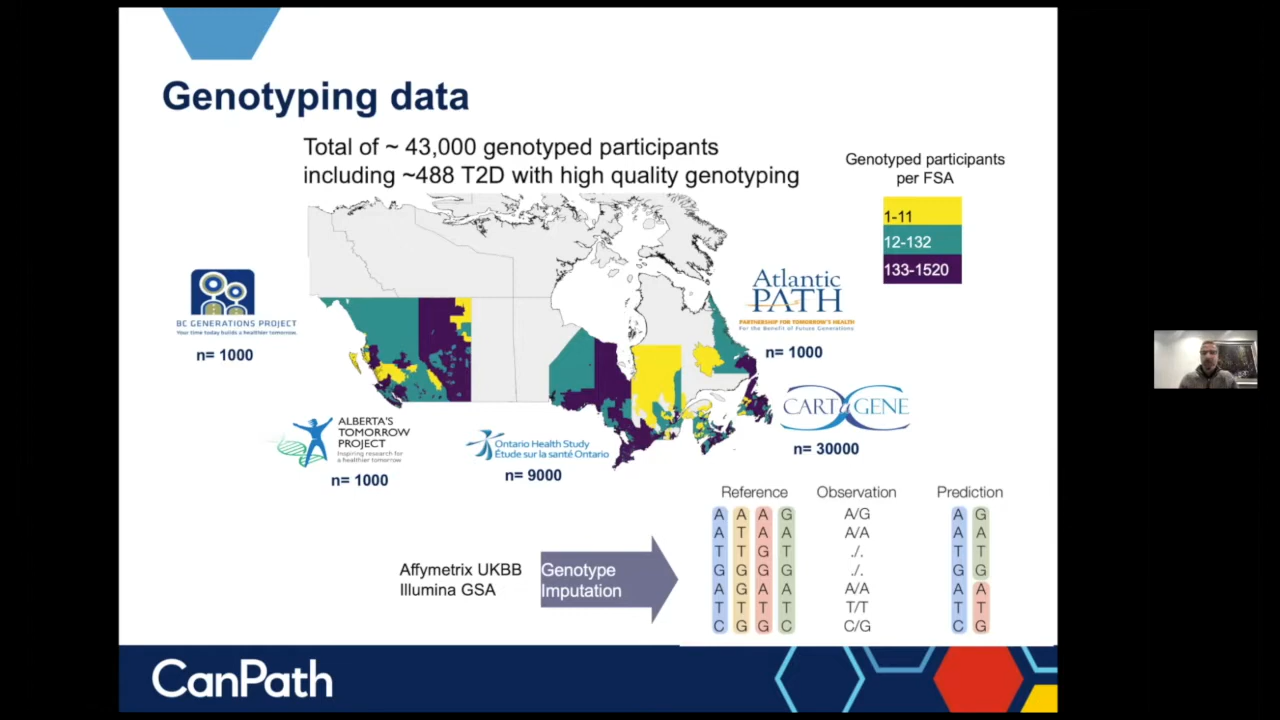 Genotyping data
Total of ~ 43,000 genotyped participants
including ~488 T2D with high quality genotyping
Genotyped participants
per FSA
1-11
12-132
133-1520
BC GENERATIONS PROJECT
Your time today builds a healthier tomorrow.
n= 1000
Atlantic
PATH
PARTNERSHIP FOR TOMORROW'S HEALTH
For the Benefit of Future Generations
n= 1000
ALBERTA'S
TOMORROW
PROJECT
Inspiring research for
a healthier tomorrow
n= 1000
Ontario Health Study
Étude sur la santé Ontario
n= 9000
CARTaGENE
n= 30000
Affymetrix UKBB
Illumina GSA
Genotype
Imputation
Reference Observation Prediction
A A A G A/G A G
A T A A A/A A A
T T G T ./. T T
G G G G ./. G G
A G A A A/A A A
T T T T T/T T T
C G G C C/G C G
CanPath